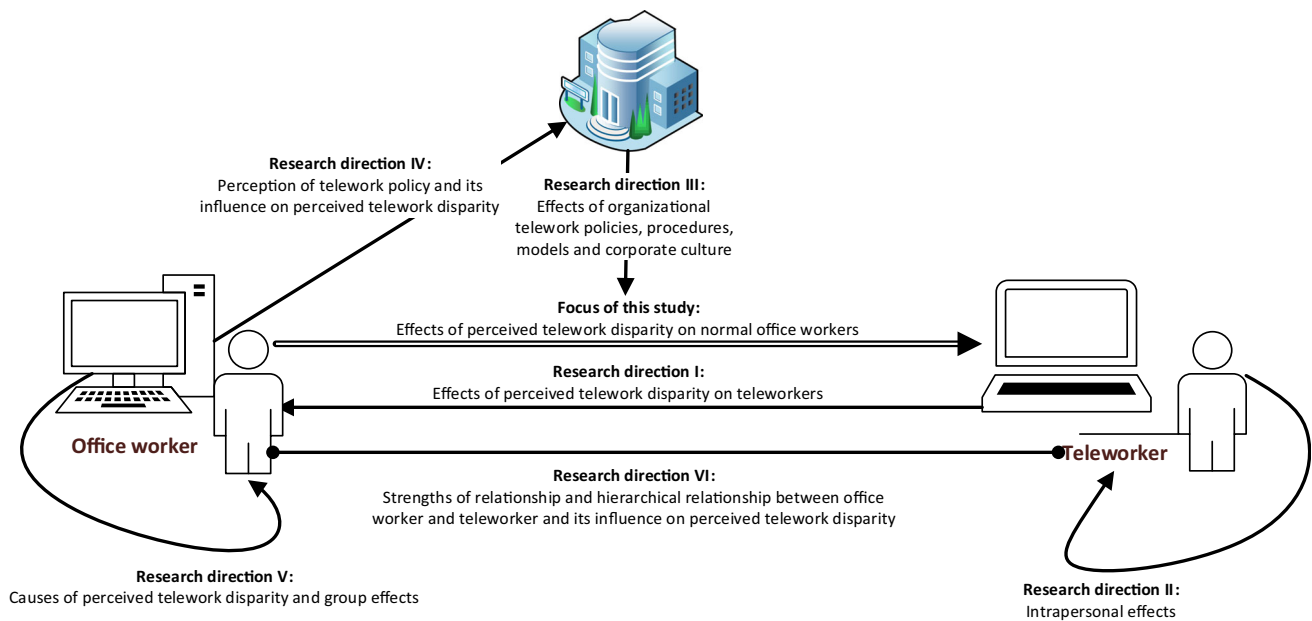 Research direction IV:
Perception of telework policy and its
influence on perceived telework disparity
Research direction III:
Effects of organizational
telework policies, procedures,
models and corporate culture
Focus of this study:
Effects of perceived telework disparity on normal office workers
Research direction I:
Effects of perceived telework disparity on teleworkers
Office worker
Teleworker
Research direction VI:
Strengths of relationship and hierarchical relationship between office
worker and teleworker and its influence on perceived telework disparity
Research direction V:
Causes of perceived telework disparity and group effects
Research direction II:
Intrapersonal effects